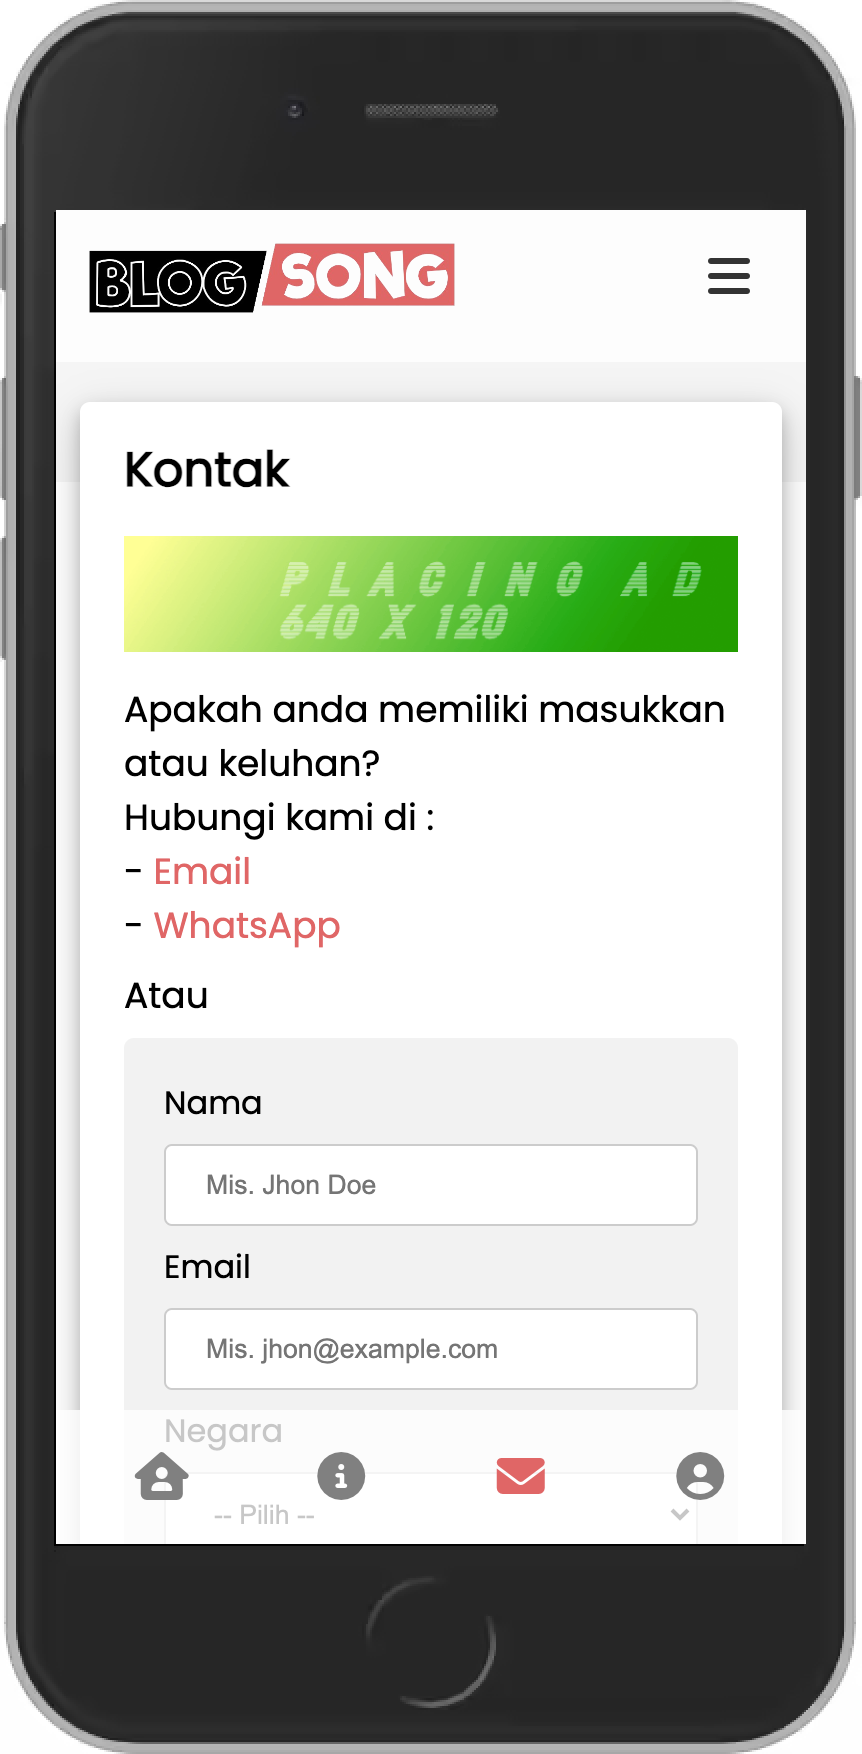 BLOG SONG
Kontak
PLACING AD
640 X 120
Apakah anda memiliki masukkan
atau keluhan?
Hubungi kami di :
- Email
- WhatsApp
Atau
Nama
Mis. Jhon Doe
Email
Mis. jhon@example.com
Negara
-- Pilih --